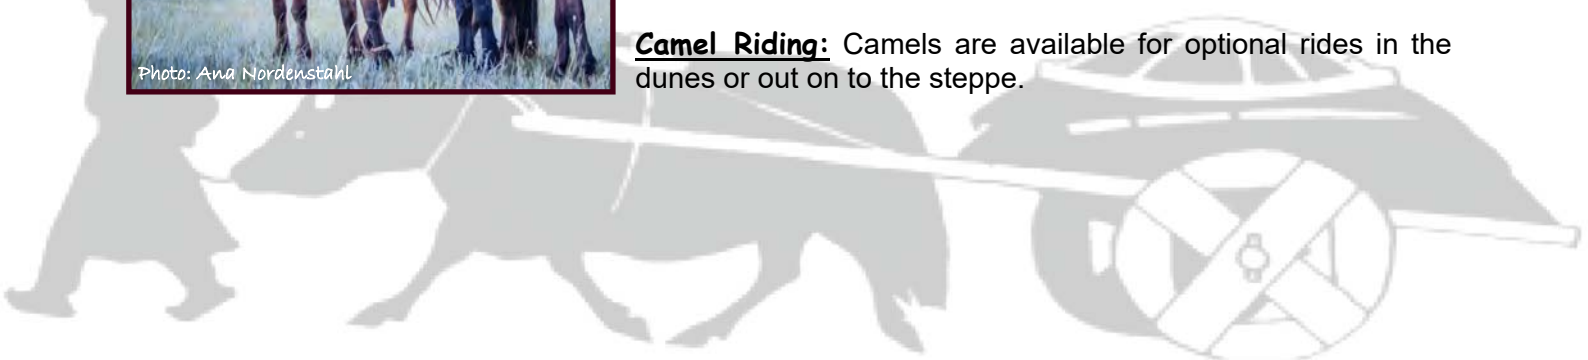 Photo: Ana Nordenstahl
Camel Riding: Camels are available for optional rides in the
dunes or out on to the steppe.